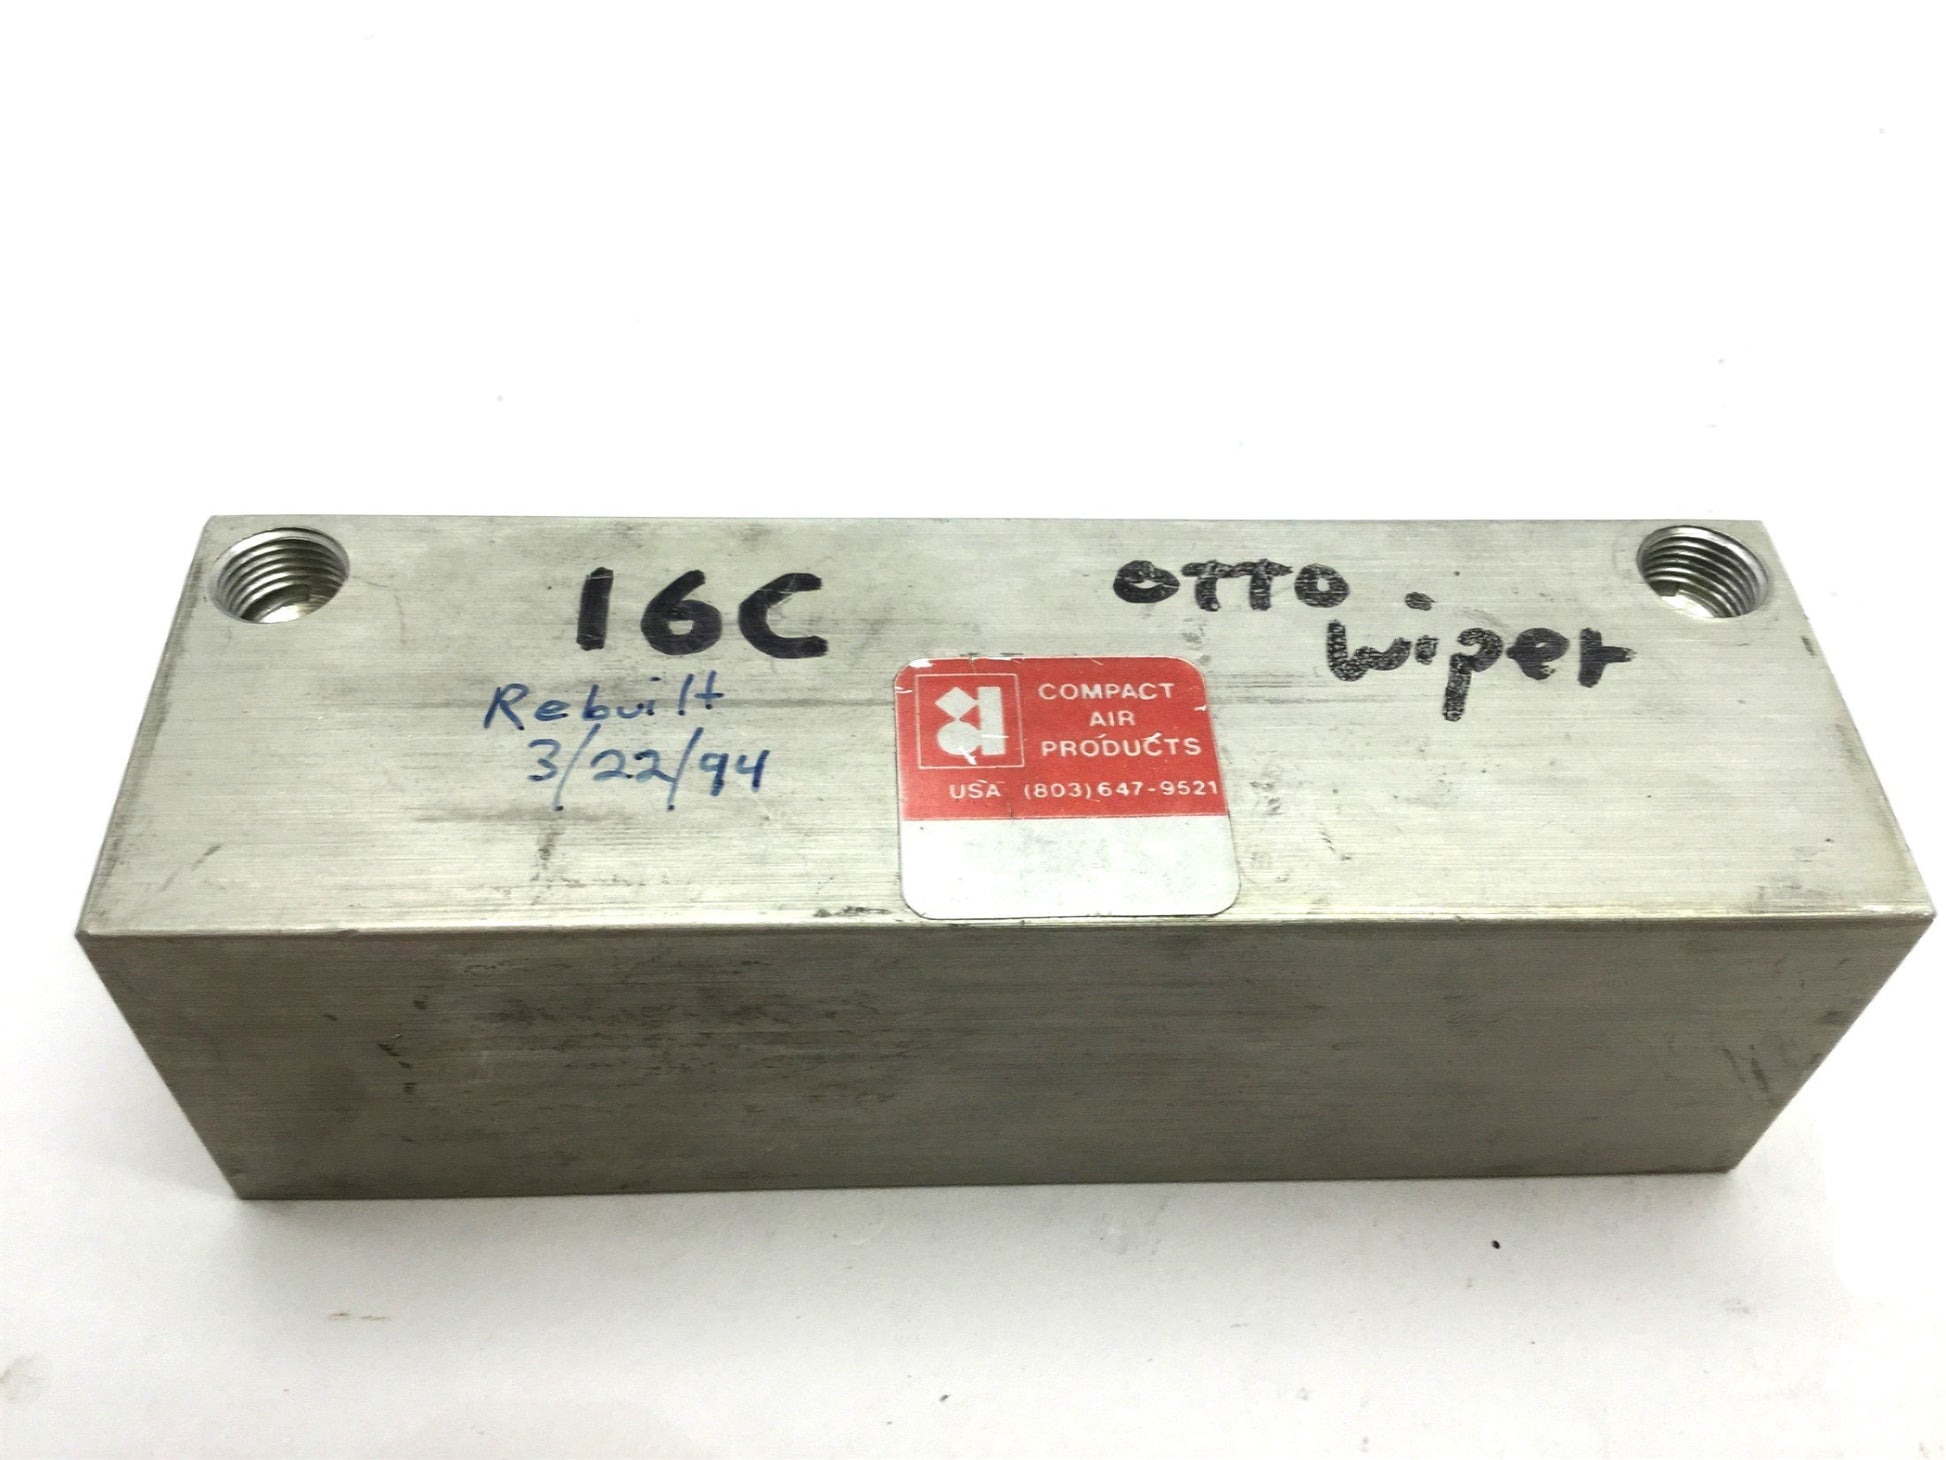 16C
OTTO.
wiper
Rebuilt
3/22/94
COMPACT
AIR
PRODUCTS
USA (803)647-9521